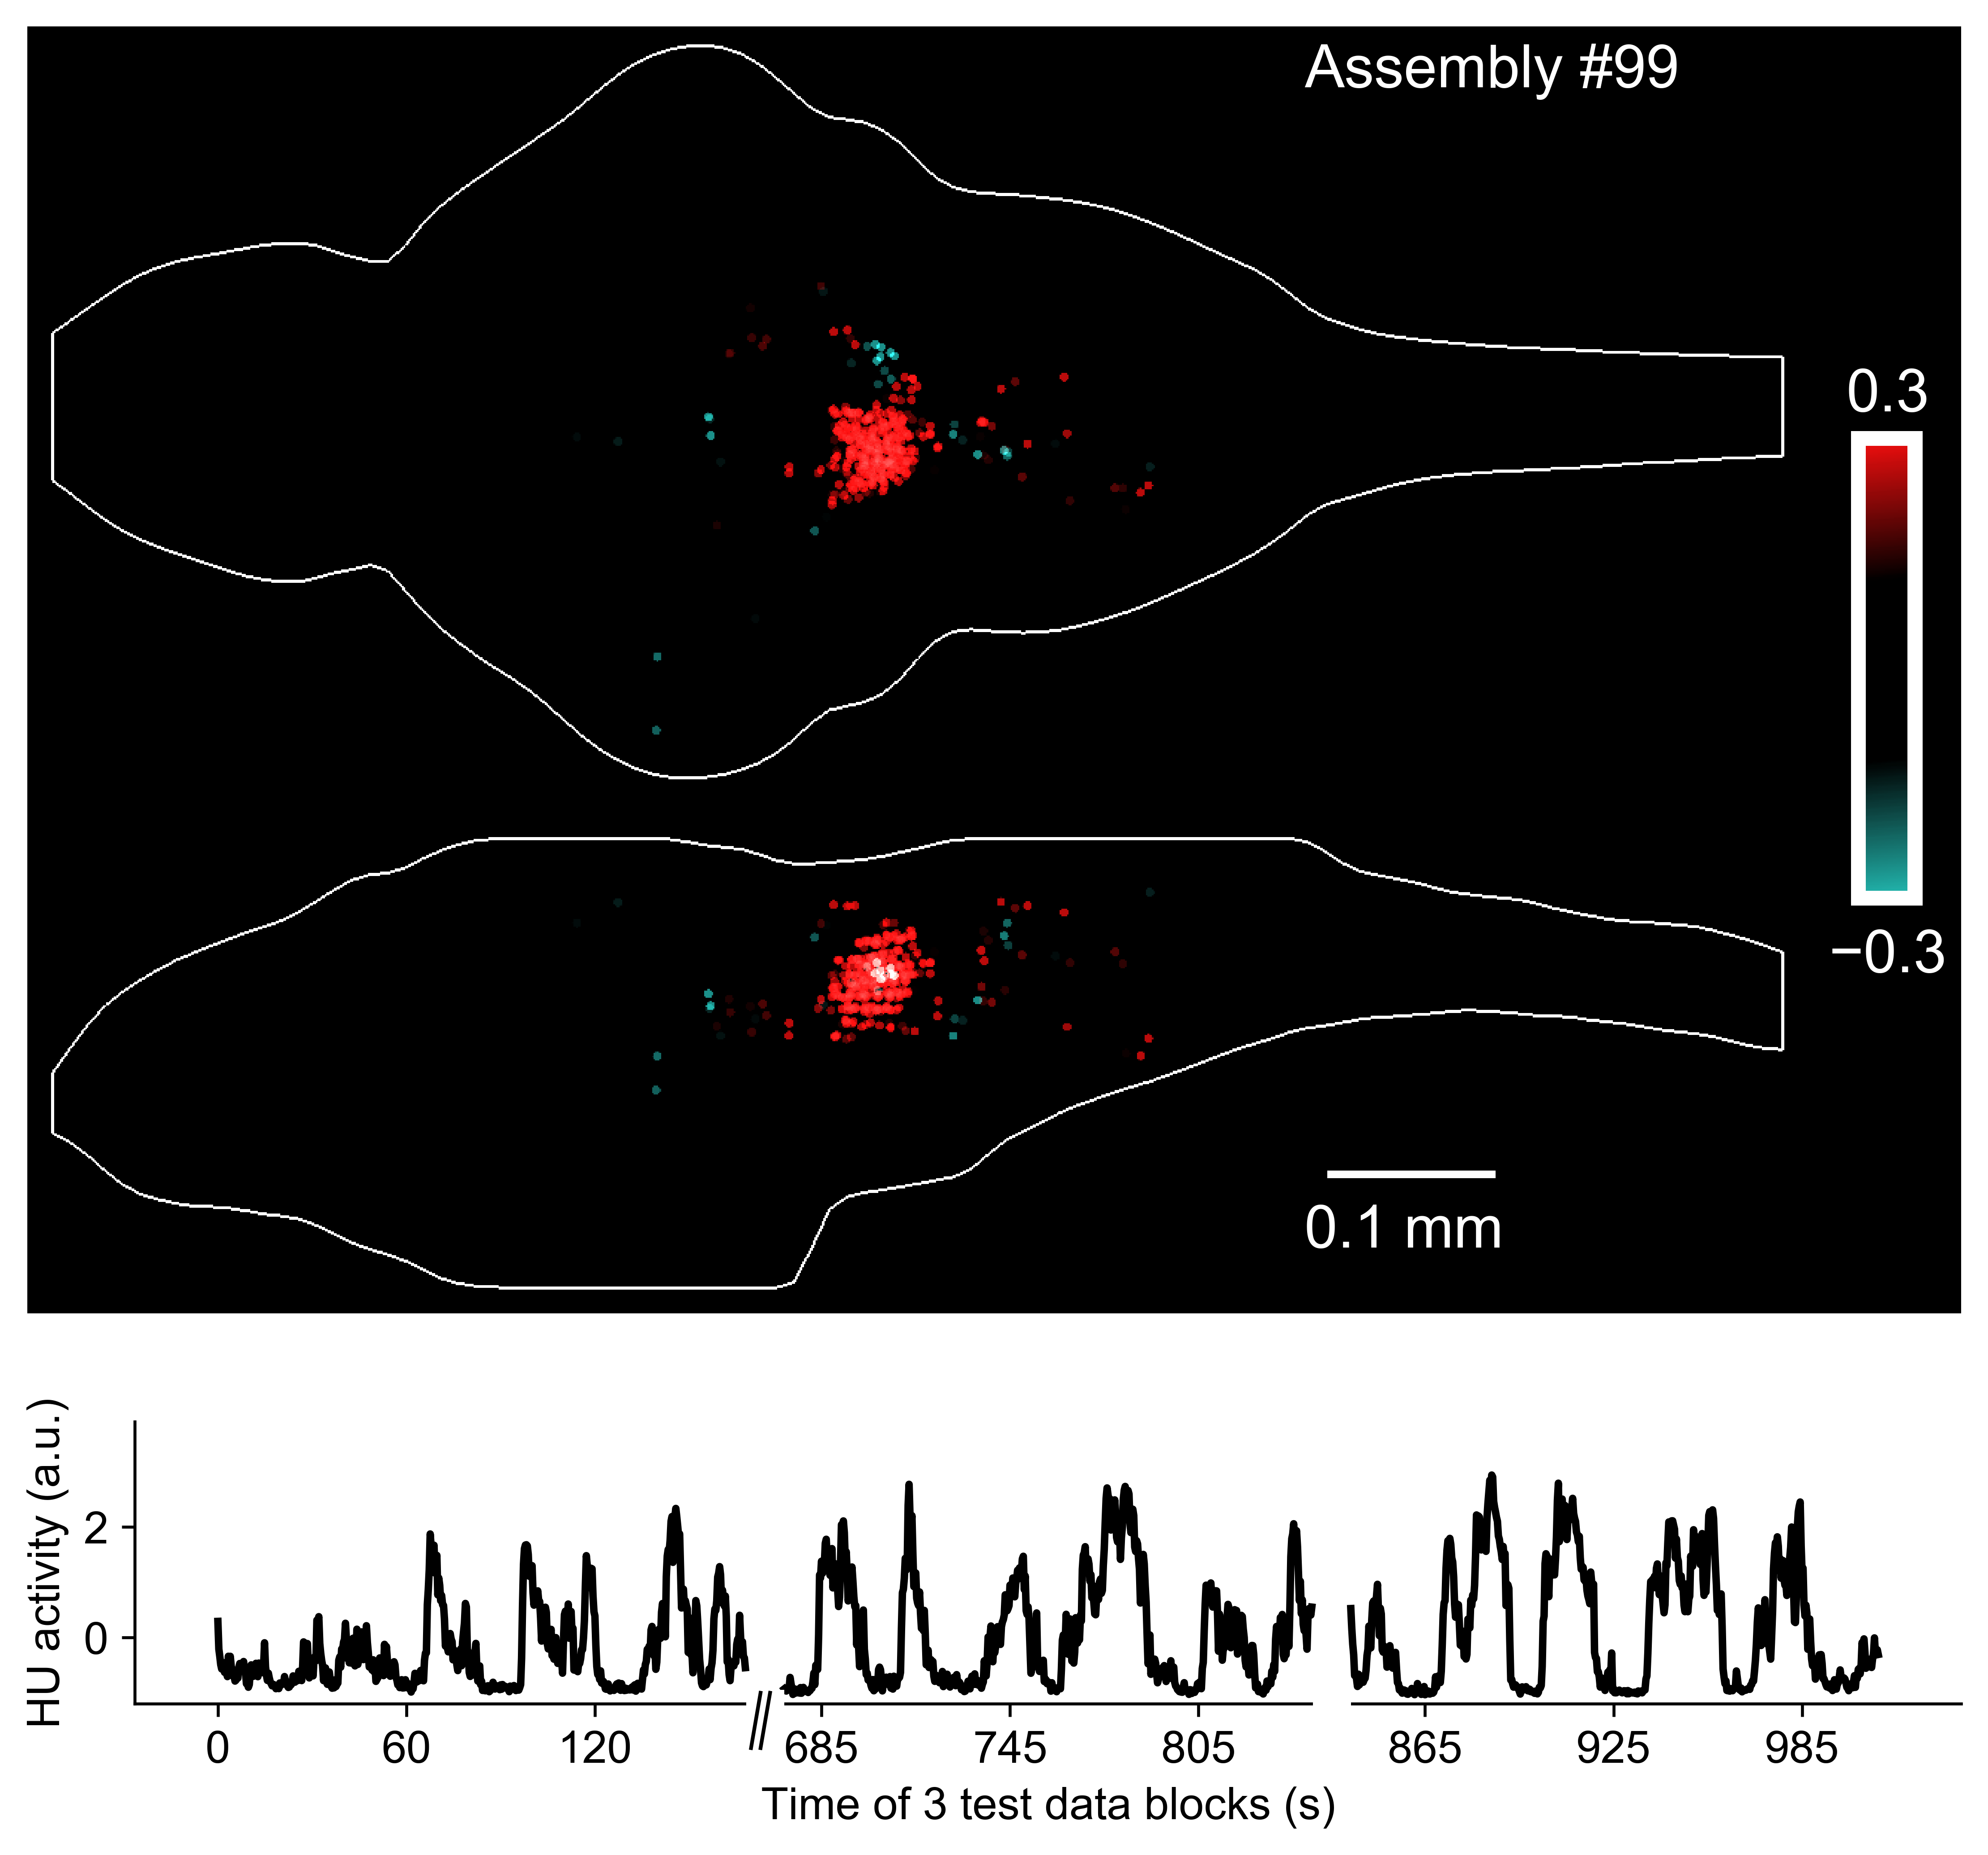 Assembly #99
0.3
−0.3
0.1 mm
HU activity (a.u.)
2
0
0 60 120 685 745 805 865 925 985
Time of 3 test data blocks (s)